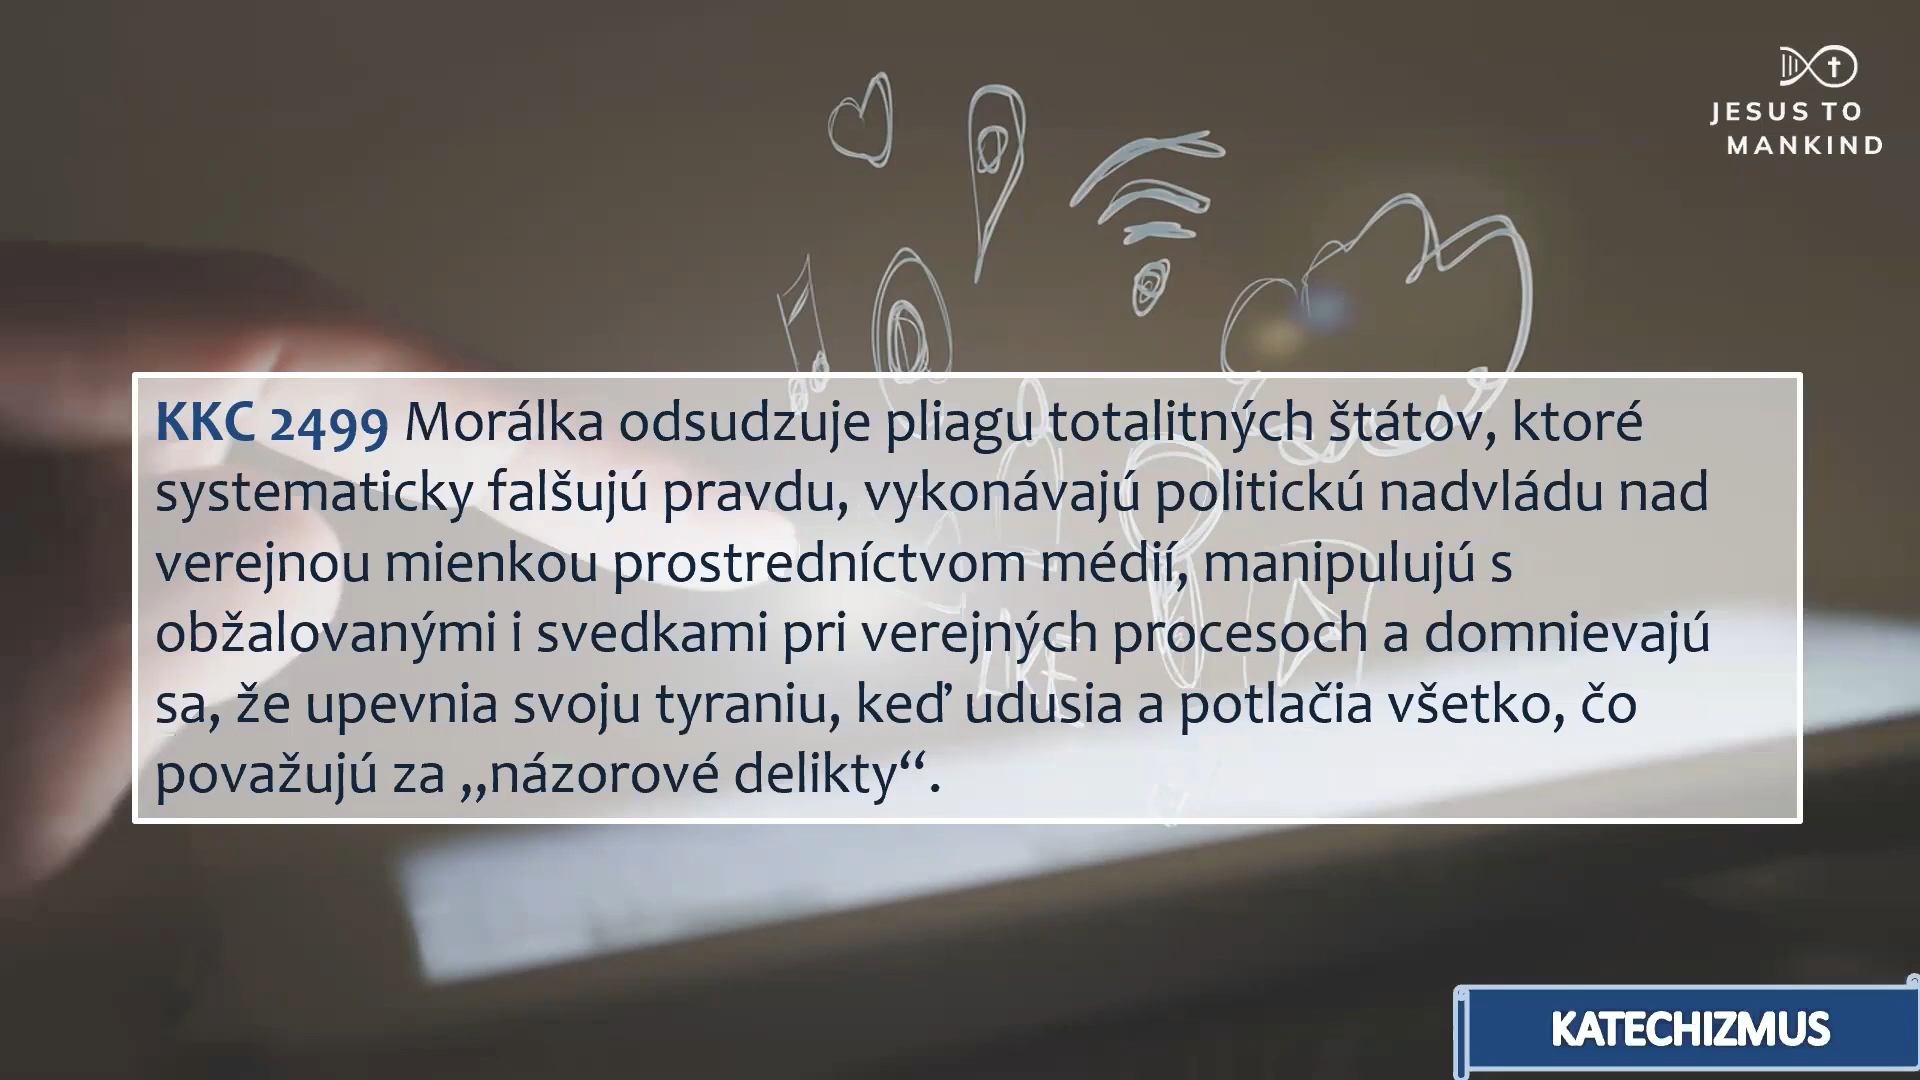 JESUS TO
MANKIND
KKC 2499 Morálka odsudzuje pliagu totalitných štátov, ktoré
systematicky falšujú pravdu, vykonávajú politickú nadvládu nad
verejnou mienkou prostredníctvom médií, manipulujú s
obžalovanými i svedkami pri verejných procesoch a domnievajú
sa, že upevnia svoju tyraniu, keď udusia a potlačia všetko, čo
považujú za „názorové delikty“.
KATECHIZMUS